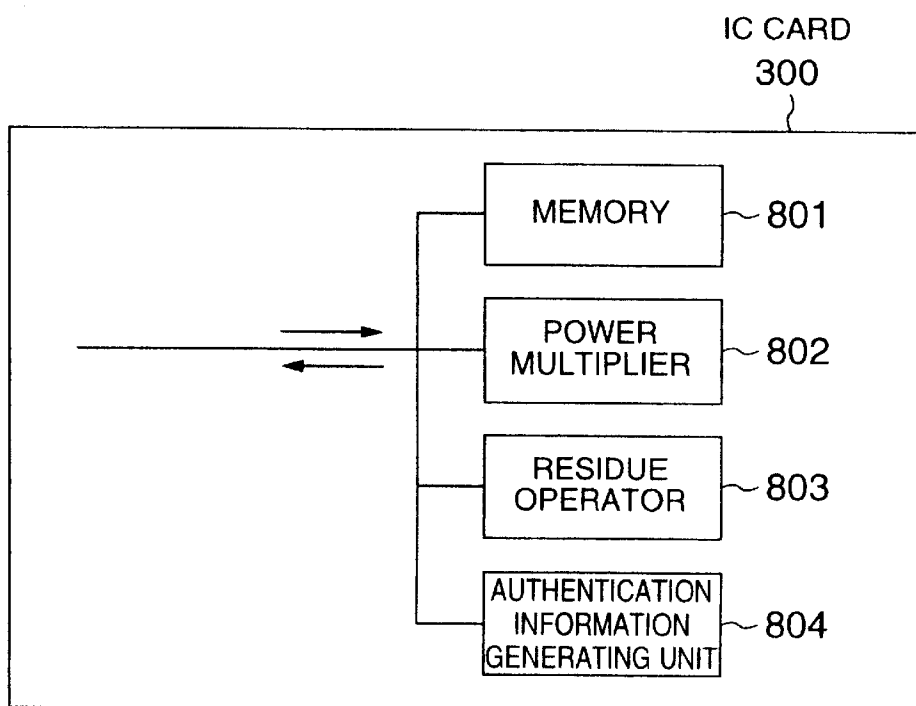 IC CARD
300
MEMORY
801
POWER
MULTIPLIER
802
RESIDUE
OPERATOR
803
AUTHENTICATION
INFORMATION
GENERATING UNIT
804